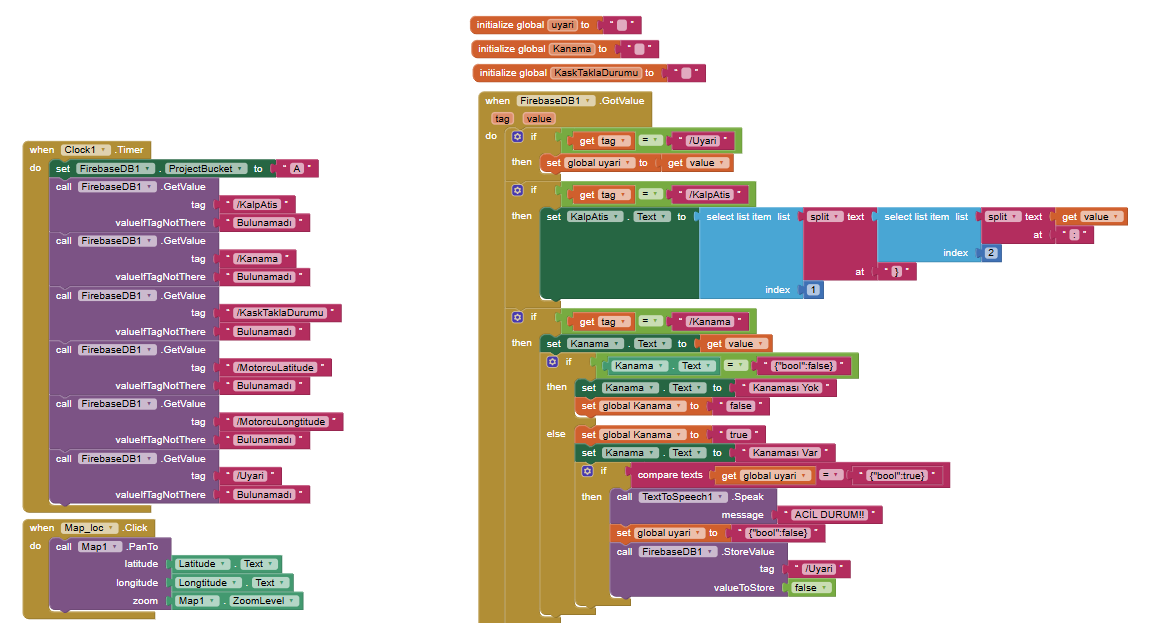 initialize global uyari to " "
initialize global Kanama to " "
initialize global KaskTaklaDurumu to " "
when Clock1 .Timer
do set FirebaseDB1 . ProjectBucket to " A "
call FirebaseDB1 .GetValue
tag " /KalpAtis "
valueIfTagNotThere " Bulunamadı "
call FirebaseDB1 .GetValue
tag " /Kanama "
valueIfTagNotThere " Bulunamadı "
call FirebaseDB1 .GetValue
tag " /KaskTaklaDurumu "
valueIfTagNotThere " Bulunamadı "
call FirebaseDB1 .GetValue
tag " /MotorcuLatitude "
valueIfTagNotThere " Bulunamadı "
call FirebaseDB1 .GetValue
tag " /MotorcuLongtitude "
valueIfTagNotThere " Bulunamadı "
call FirebaseDB1 .GetValue
tag " /Uyari "
valueIfTagNotThere " Bulunamadı "
when Map_loc .Click
do call Map1 .PanTo
latitude Latitude . Text
longitude Longtitude . Text
zoom Map1 . ZoomLevel
when FirebaseDB1 .GotValue
tag value
do if get tag = " /Uyari "
then set global uyari to get value
if get tag = " /KalpAtis "
then set KalpAtis . Text to select list item list split text select list item list split text get value
at " : "
index 2
at " } "
index 1
if get tag = " /Kanama "
then set Kanama . Text to get value
if Kanama . Text = " {"bool":false} "
then set Kanama . Text to " Kanaması Yok "
set global Kanama to " false "
else set global Kanama to " true "
set Kanama . Text to " Kanaması Var "
if compare texts get global uyari = " {"bool":true} "
then call TextToSpeech1 .Speak
message " ACİL DURUM!! "
set global uyari to " {"bool":false} "
call FirebaseDB1 .StoreValue
tag " /Uyari "
valueToStore false